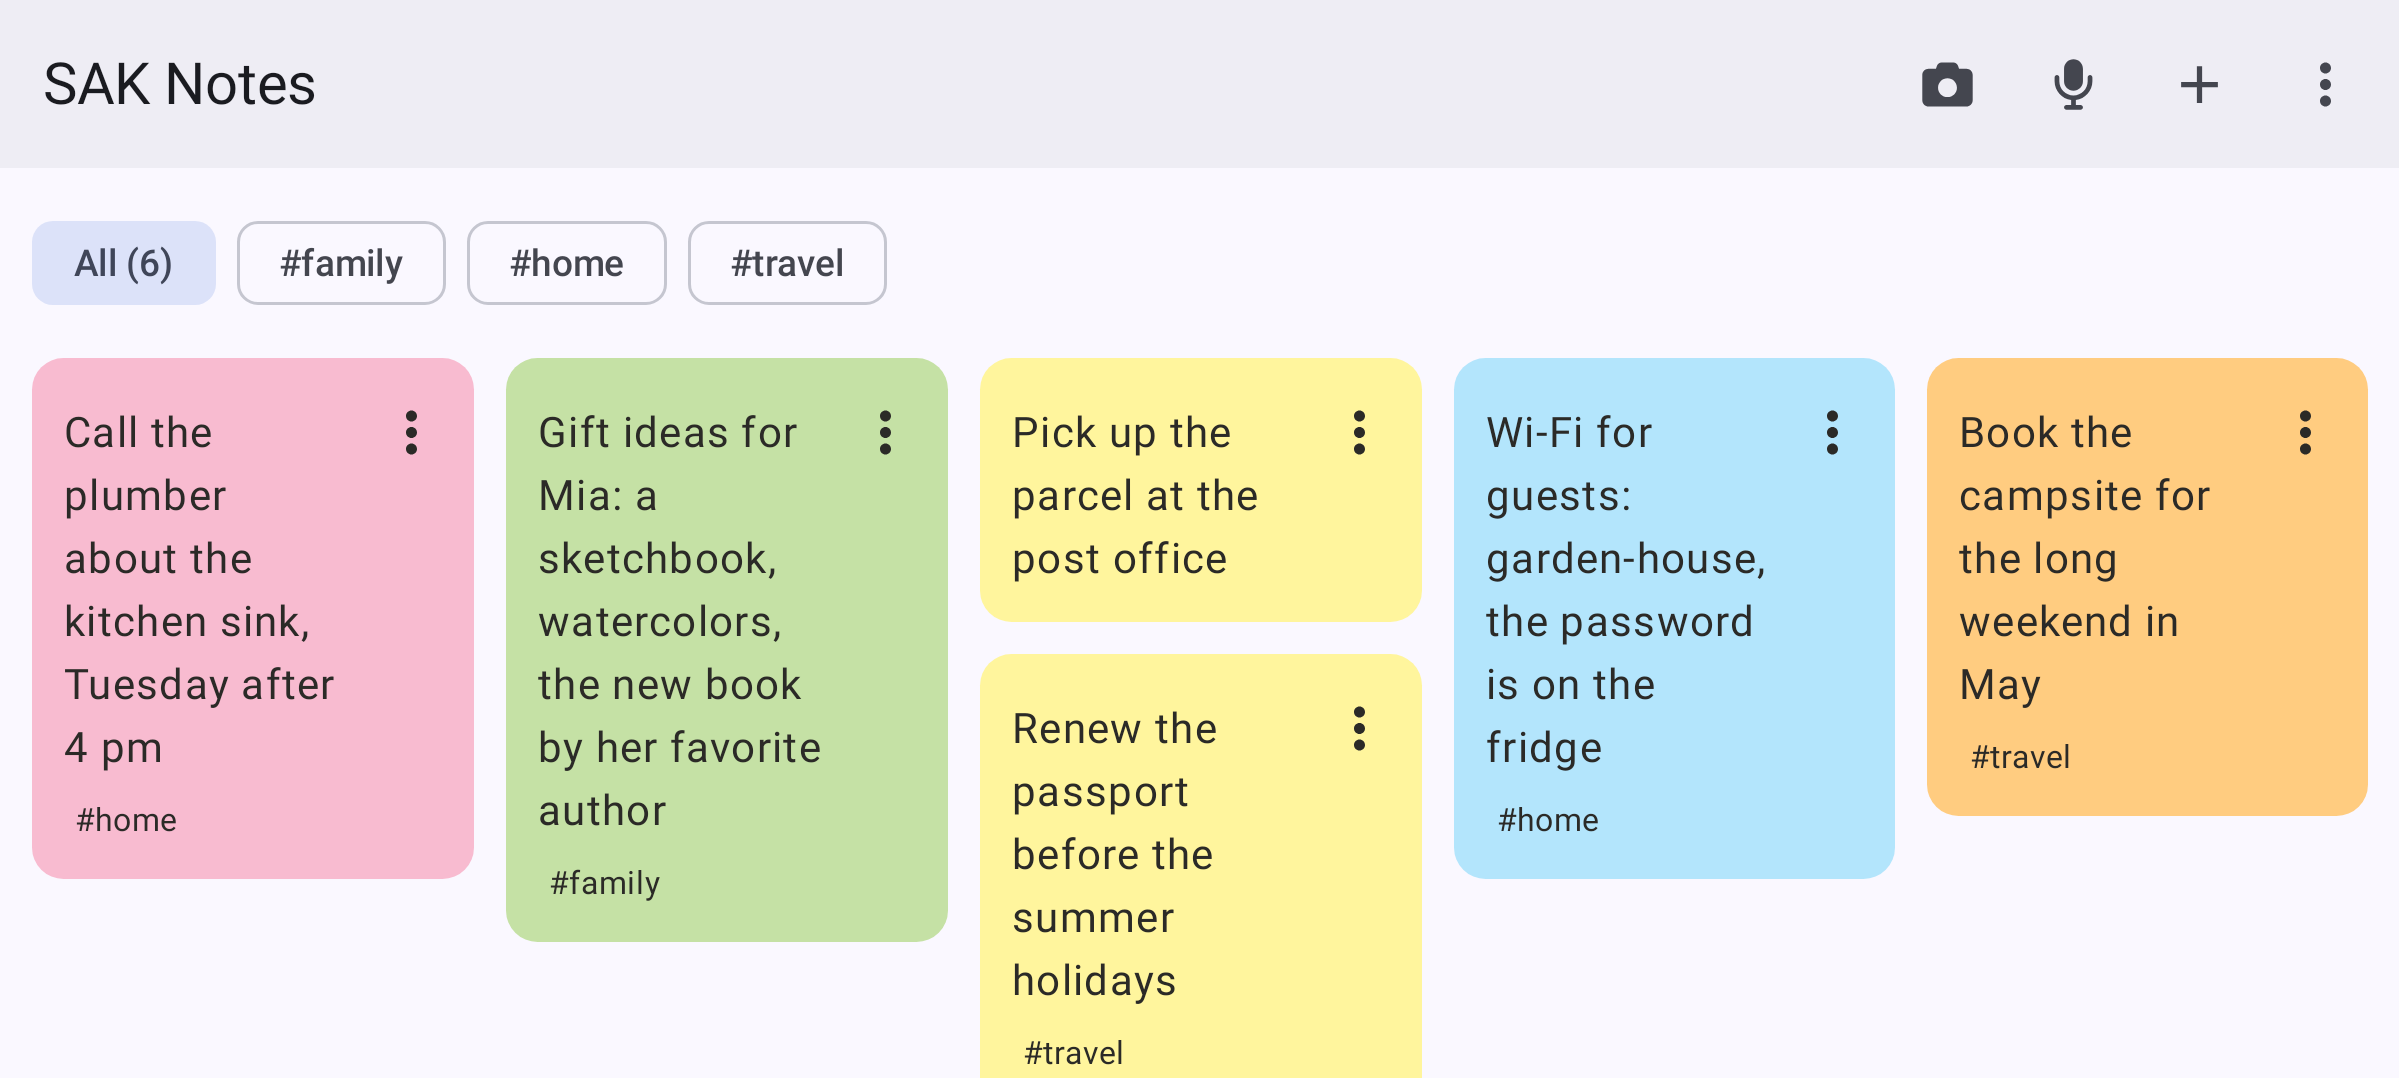 SAK Notes
All (6)
#family
#home
#travel
Call the
plumber
about the
kitchen sink,
Tuesday after
4 pm
#home
Gift ideas for
Mia: a
sketchbook,
watercolors,
the new book
by her favorite
author
#family
Pick up the
parcel at the
post office
Renew the
passport
before the
summer
holidays
#travel
Wi-Fi for
guests:
garden-house,
the password
is on the
fridge
#home
Book the
campsite for
the long
weekend in
May
#travel